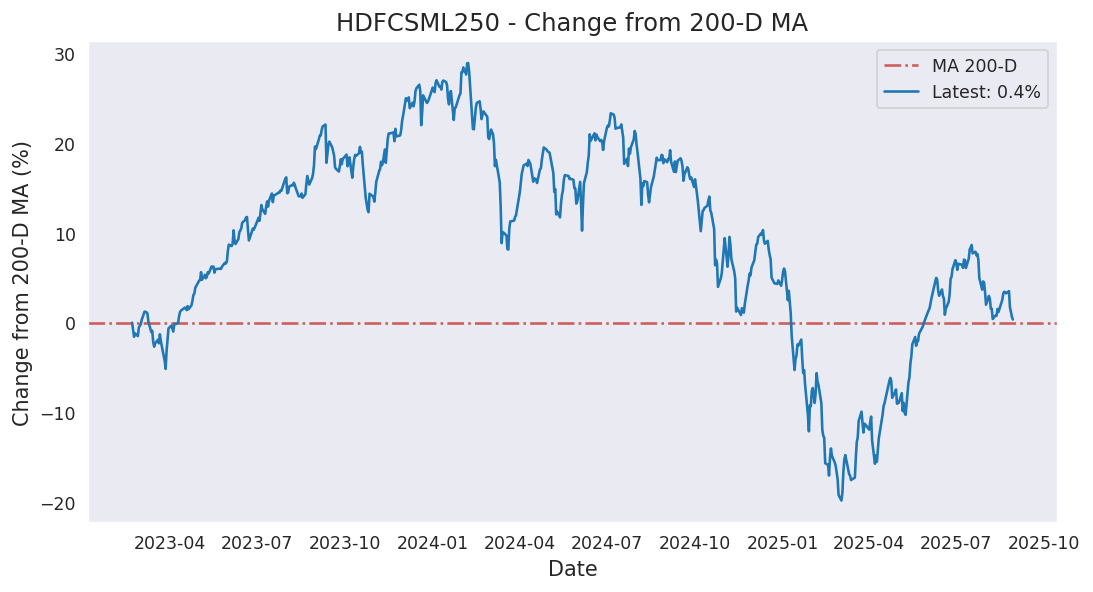 HDFCSML250 - Change from 200-D MA
MA 200-D
Latest: 0.4%
Change from 200-D MA (%)
30
20
10
0
−10
−20
2023-04 2023-07 2023-10 2024-01 2024-04 2024-07 2024-10 2025-01 2025-04 2025-07 2025-10
Date